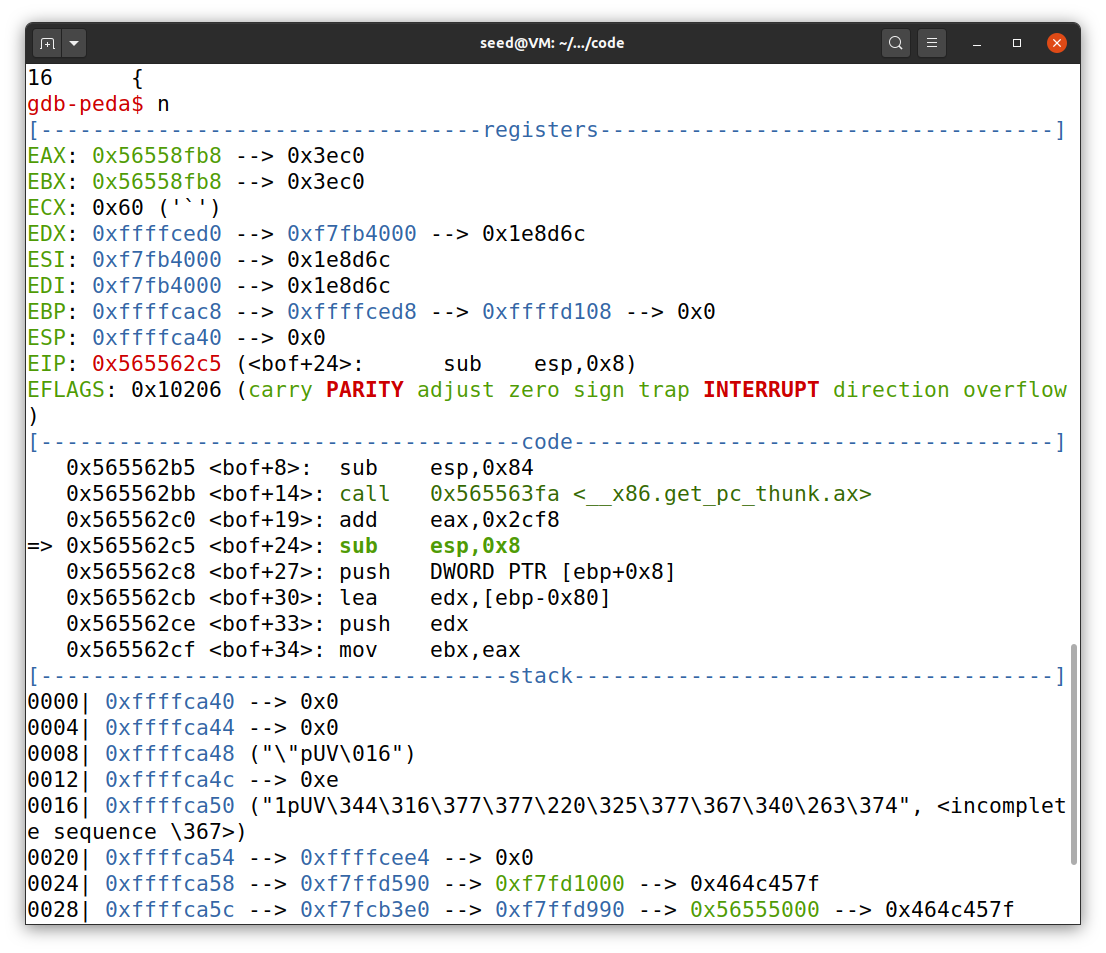 seed@VM: ~/.../code
16      {
gdb-peda$ n
[----------------------------------registers-----------------------------------]
EAX: 0x56558fb8 --> 0x3ec0
EBX: 0x56558fb8 --> 0x3ec0
ECX: 0x60 ('`')
EDX: 0xffffced0 --> 0xf7fb4000 --> 0x1e8d6c
ESI: 0xf7fb4000 --> 0x1e8d6c
EDI: 0xf7fb4000 --> 0x1e8d6c
EBP: 0xffffcac8 --> 0xffffced8 --> 0xffffd108 --> 0x0
ESP: 0xffffca40 --> 0x0
EIP: 0x565562c5 (<bof+24>:      sub    esp,0x8)
EFLAGS: 0x10206 (carry PARITY adjust zero sign trap INTERRUPT direction overflow
)
[-------------------------------------code-------------------------------------]
   0x565562b5 <bof+8>:  sub    esp,0x84
   0x565562bb <bof+14>: call   0x565563fa <__x86.get_pc_thunk.ax>
   0x565562c0 <bof+19>: add    eax,0x2cf8
=> 0x565562c5 <bof+24>: sub    esp,0x8
   0x565562c8 <bof+27>: push   DWORD PTR [ebp+0x8]
   0x565562cb <bof+30>: lea    edx,[ebp-0x80]
   0x565562ce <bof+33>: push   edx
   0x565562cf <bof+34>: mov    ebx,eax
[------------------------------------stack-------------------------------------]
0000| 0xffffca40 --> 0x0
0004| 0xffffca44 --> 0x0
0008| 0xffffca48 ("\"pUV\016")
0012| 0xffffca4c --> 0xe
0016| 0xffffca50 ("1pUV\344\316\377\377\220\325\377\367\340\263\374", <incomplet
e sequence \367>)
0020| 0xffffca54 --> 0xffffcee4 --> 0x0
0024| 0xffffca58 --> 0xf7ffd590 --> 0xf7fd1000 --> 0x464c457f
0028| 0xffffca5c --> 0xf7fcb3e0 --> 0xf7ffd990 --> 0x56555000 --> 0x464c457f